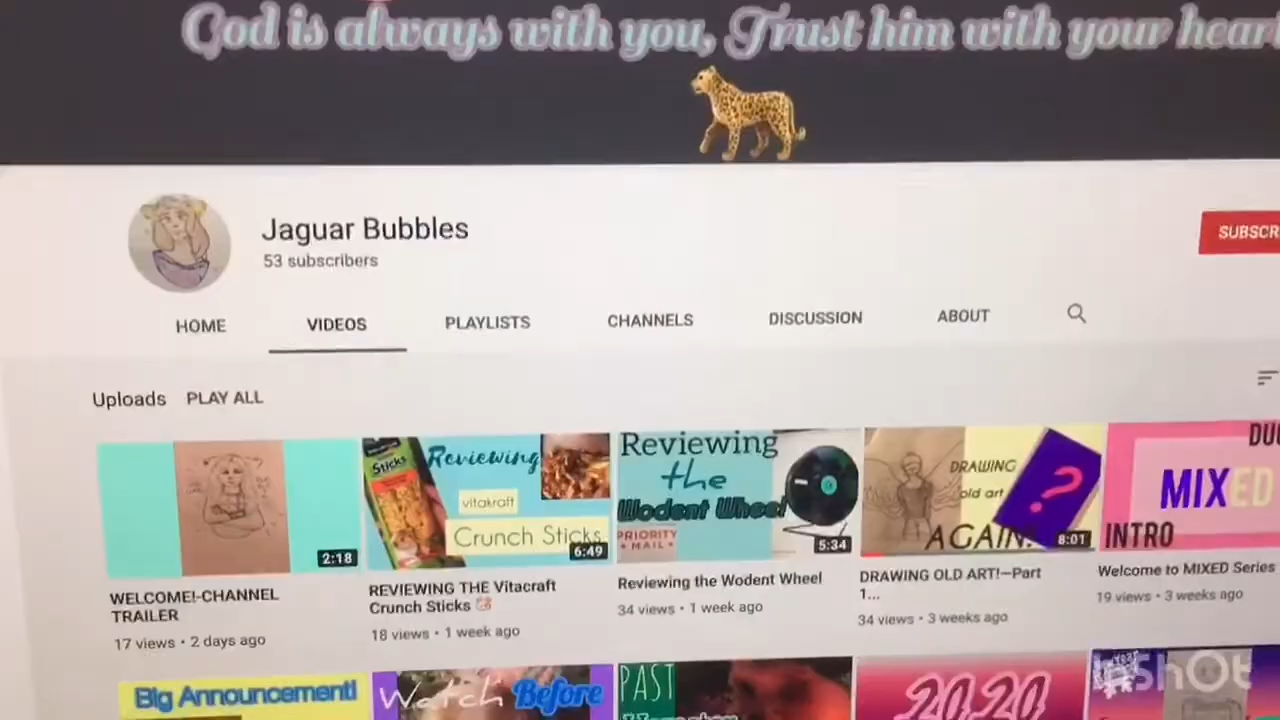 God is always with you, Trust him with your heart
Jaguar Bubbles
SUBSCR
53 subscribers
HOME VIDEOS PLAYLISTS CHANNELS DISCUSSION ABOUT
Uploads PLAY ALL
Sticks
Reviewing
vitakraft
Crunch Sticks
6:49
2:18
Reviewing
the
Wodent Wheel
PRIORITY
MAIL
5:34
DRAWING
old art
AGAIN!
?
8:01
MIXED
INTRO
WELCOME!-CHANNEL
TRAILER
17 views • 2 days ago
REVIEWING THE Vitacraft
Crunch Sticks
18 views • 1 week ago
Reviewing the Wodent Wheel
34 views • 1 week ago
DRAWING OLD ART!—Part
1...
34 views • 3 weeks ago
Welcome to MIXED Series
19 views • 3 weeks ago
Big Announcement!
Watch Before
PAST
2020
InShOt